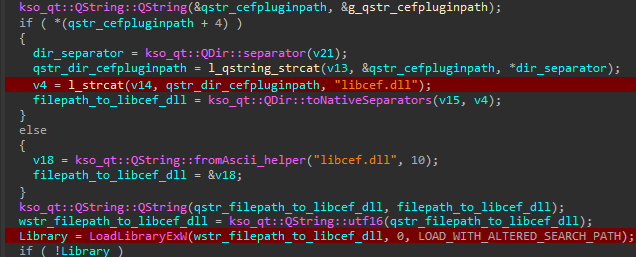 kso_qt::QString::QString(&qstr_cefpluginpath, &g_qstr_cefpluginpath);
if ( *(qstr_cefpluginpath + 4) )
{
dir_separator = kso_qt::QDir::separator(v21);
qstr_dir_cefpluginpath = l_qstring_strcat(v13, &qstr_cefpluginpath, *dir_separator);
v4 = l_strcat(v14, qstr_dir_cefpluginpath, "libcef.dll");
filepath_to_libcef_dll = kso_qt::QDir::toNativeSeparators(v15, v4);
}
else
{
v18 = kso_qt::QString::fromAscii_helper("libcef.dll", 10);
filepath_to_libcef_dll = &v18;
}
kso_qt::QString::QString(qstr_filepath_to_libcef_dll, filepath_to_libcef_dll);
wstr_filepath_to_libcef_dll = kso_qt::QString::utf16(qstr_filepath_to_libcef_dll);
Library = LoadLibraryExW(wstr_filepath_to_libcef_dll, 0, LOAD_WITH_ALTERED_SEARCH_PATH);
if ( !Library )